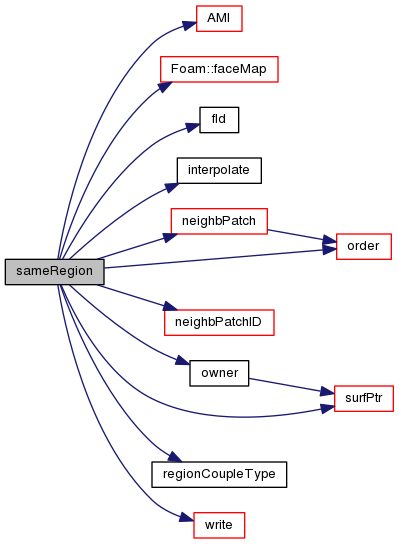 AMI
Foam::faceMap
fld
interpolate
neighbPatch
order
sameRegion
neighbPatchID
owner
surfPtr
regionCoupleType
write